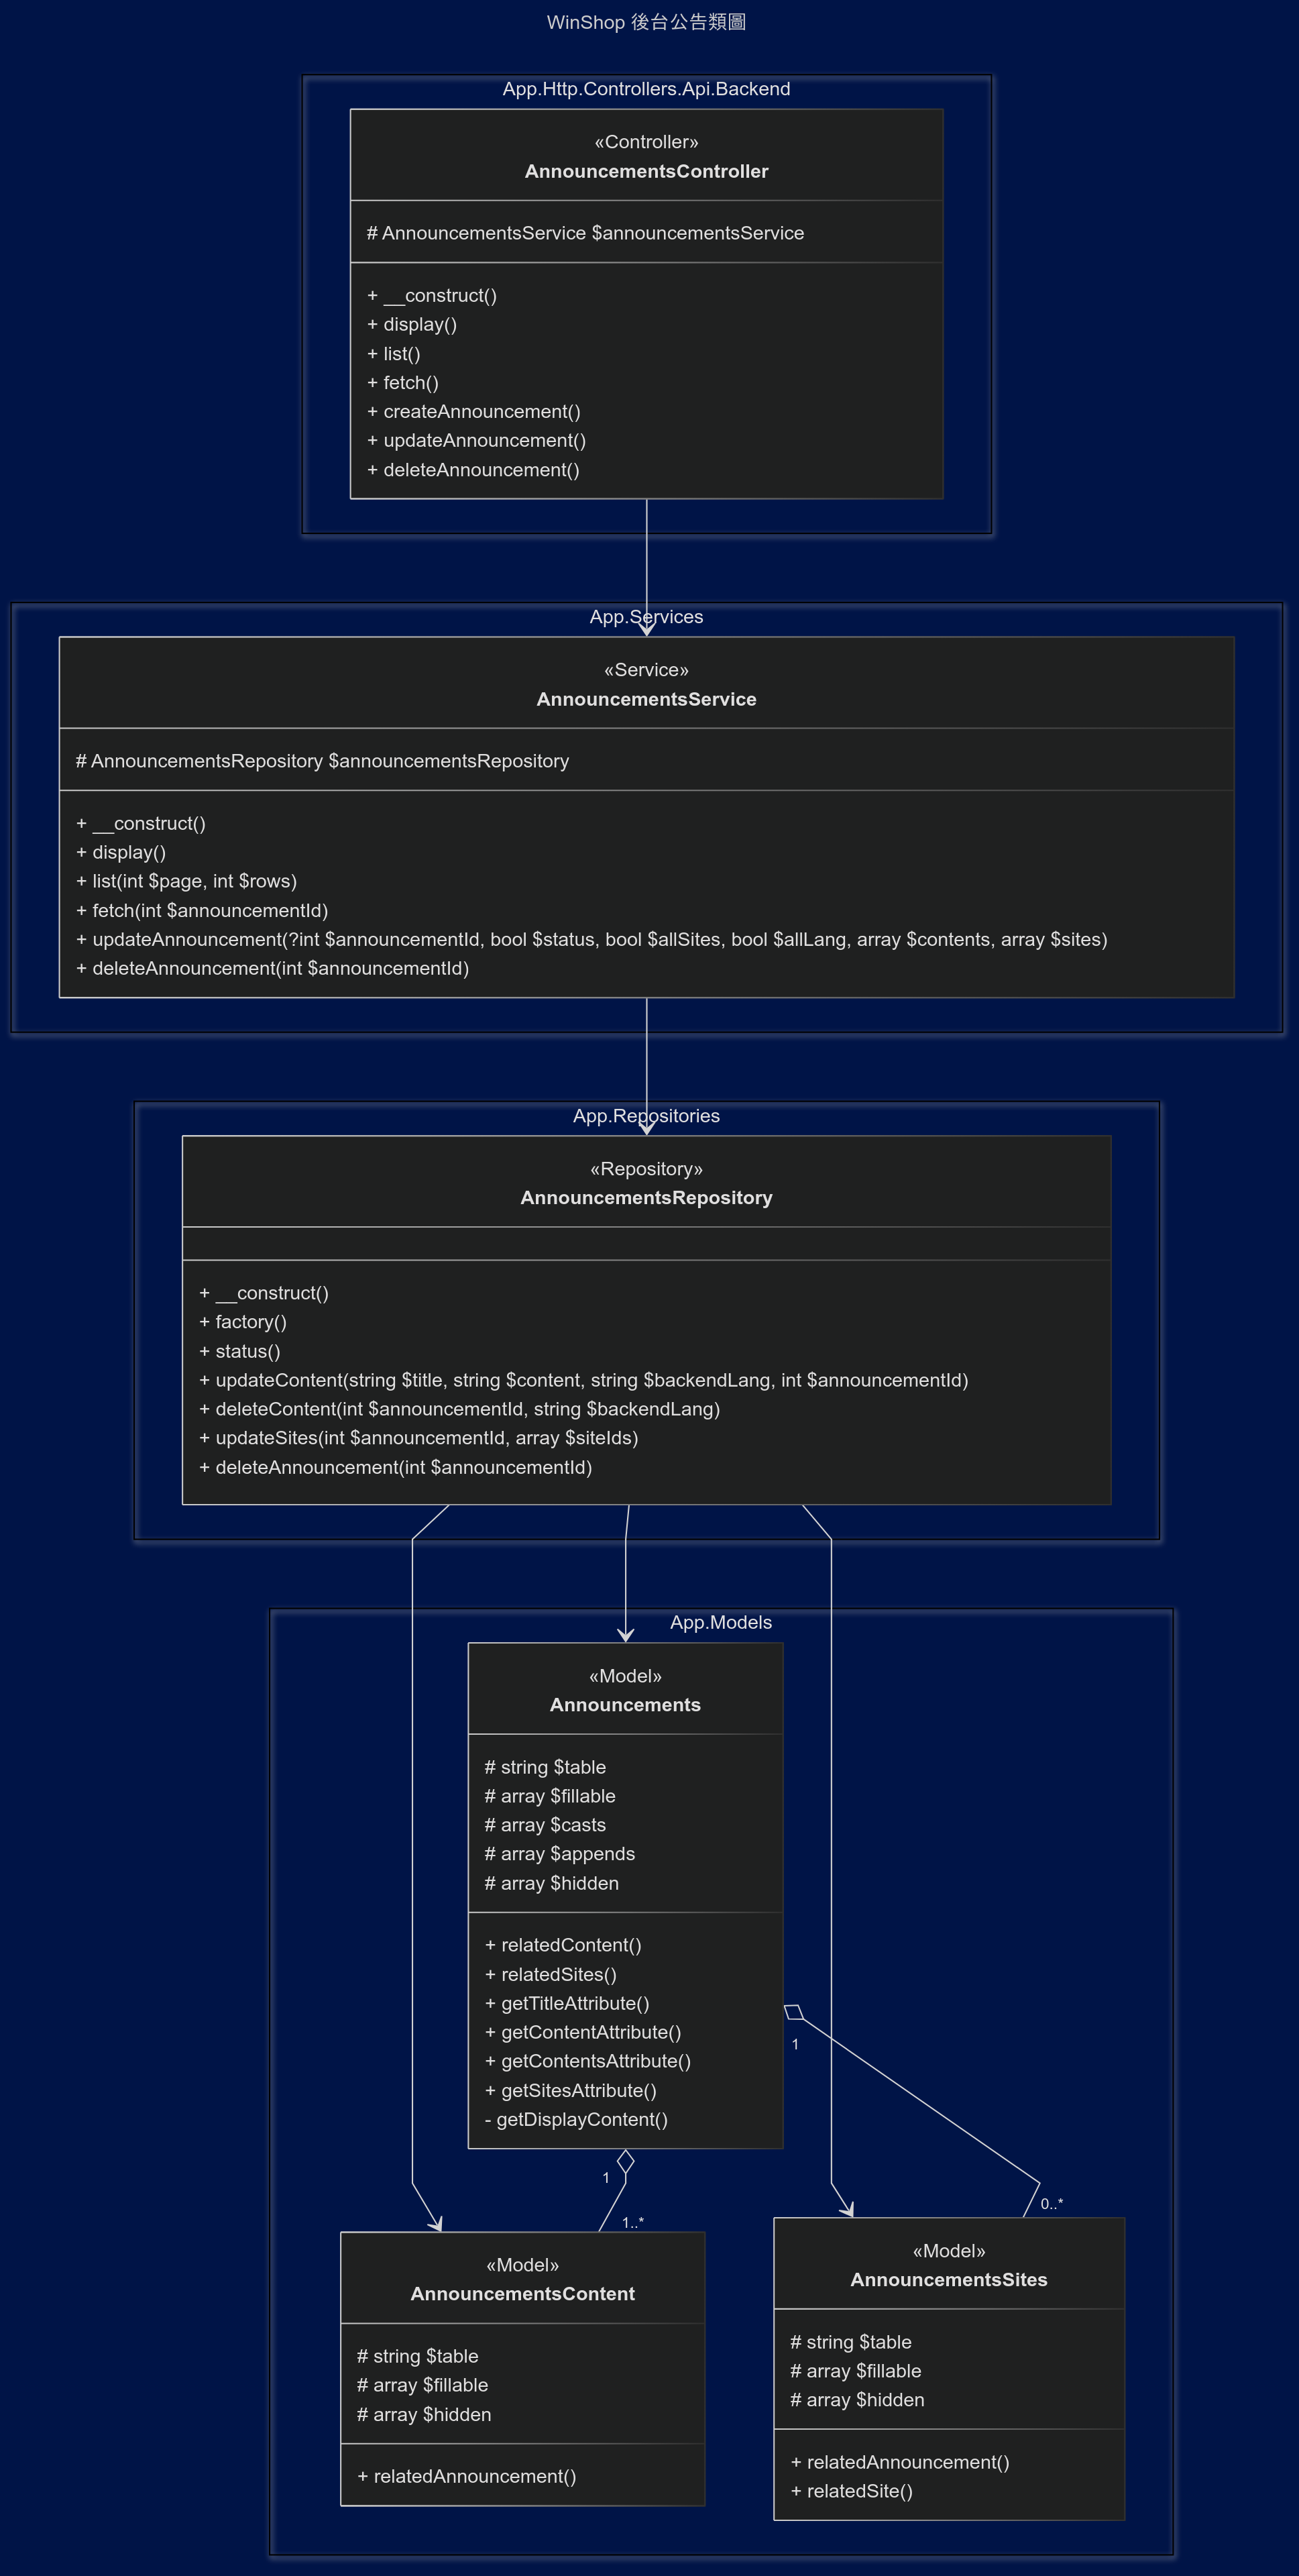 WinShop 後台公告類圖
App.Http.Controllers.Api.Backend
«Controller»
AnnouncementsController
# AnnouncementsService $announcementsService
+ __construct()
+ display()
+ list()
+ fetch()
+ createAnnouncement()
+ updateAnnouncement()
+ deleteAnnouncement()
App.Services
«Service»
AnnouncementsService
# AnnouncementsRepository $announcementsRepository
+ __construct()
+ display()
+ list(int $page, int $rows)
+ fetch(int $announcementId)
+ updateAnnouncement(?int $announcementId, bool $status, bool $allSites, bool $allLang, array $contents, array $sites)
+ deleteAnnouncement(int $announcementId)
App.Repositories
«Repository»
AnnouncementsRepository
+ __construct()
+ factory()
+ status()
+ updateContent(string $title, string $content, string $backendLang, int $announcementId)
+ deleteContent(int $announcementId, string $backendLang)
+ updateSites(int $announcementId, array $siteIds)
+ deleteAnnouncement(int $announcementId)
App.Models
«Model»
Announcements
# string $table
# array $fillable
# array $casts
# array $appends
# array $hidden
+ relatedContent()
+ relatedSites()
+ getTitleAttribute()
+ getContentAttribute()
+ getContentsAttribute()
+ getSitesAttribute()
- getDisplayContent()
1
1
0..*
1..*
«Model»
AnnouncementsContent
# string $table
# array $fillable
# array $hidden
+ relatedAnnouncement()
«Model»
AnnouncementsSites
# string $table
# array $fillable
# array $hidden
+ relatedAnnouncement()
+ relatedSite()